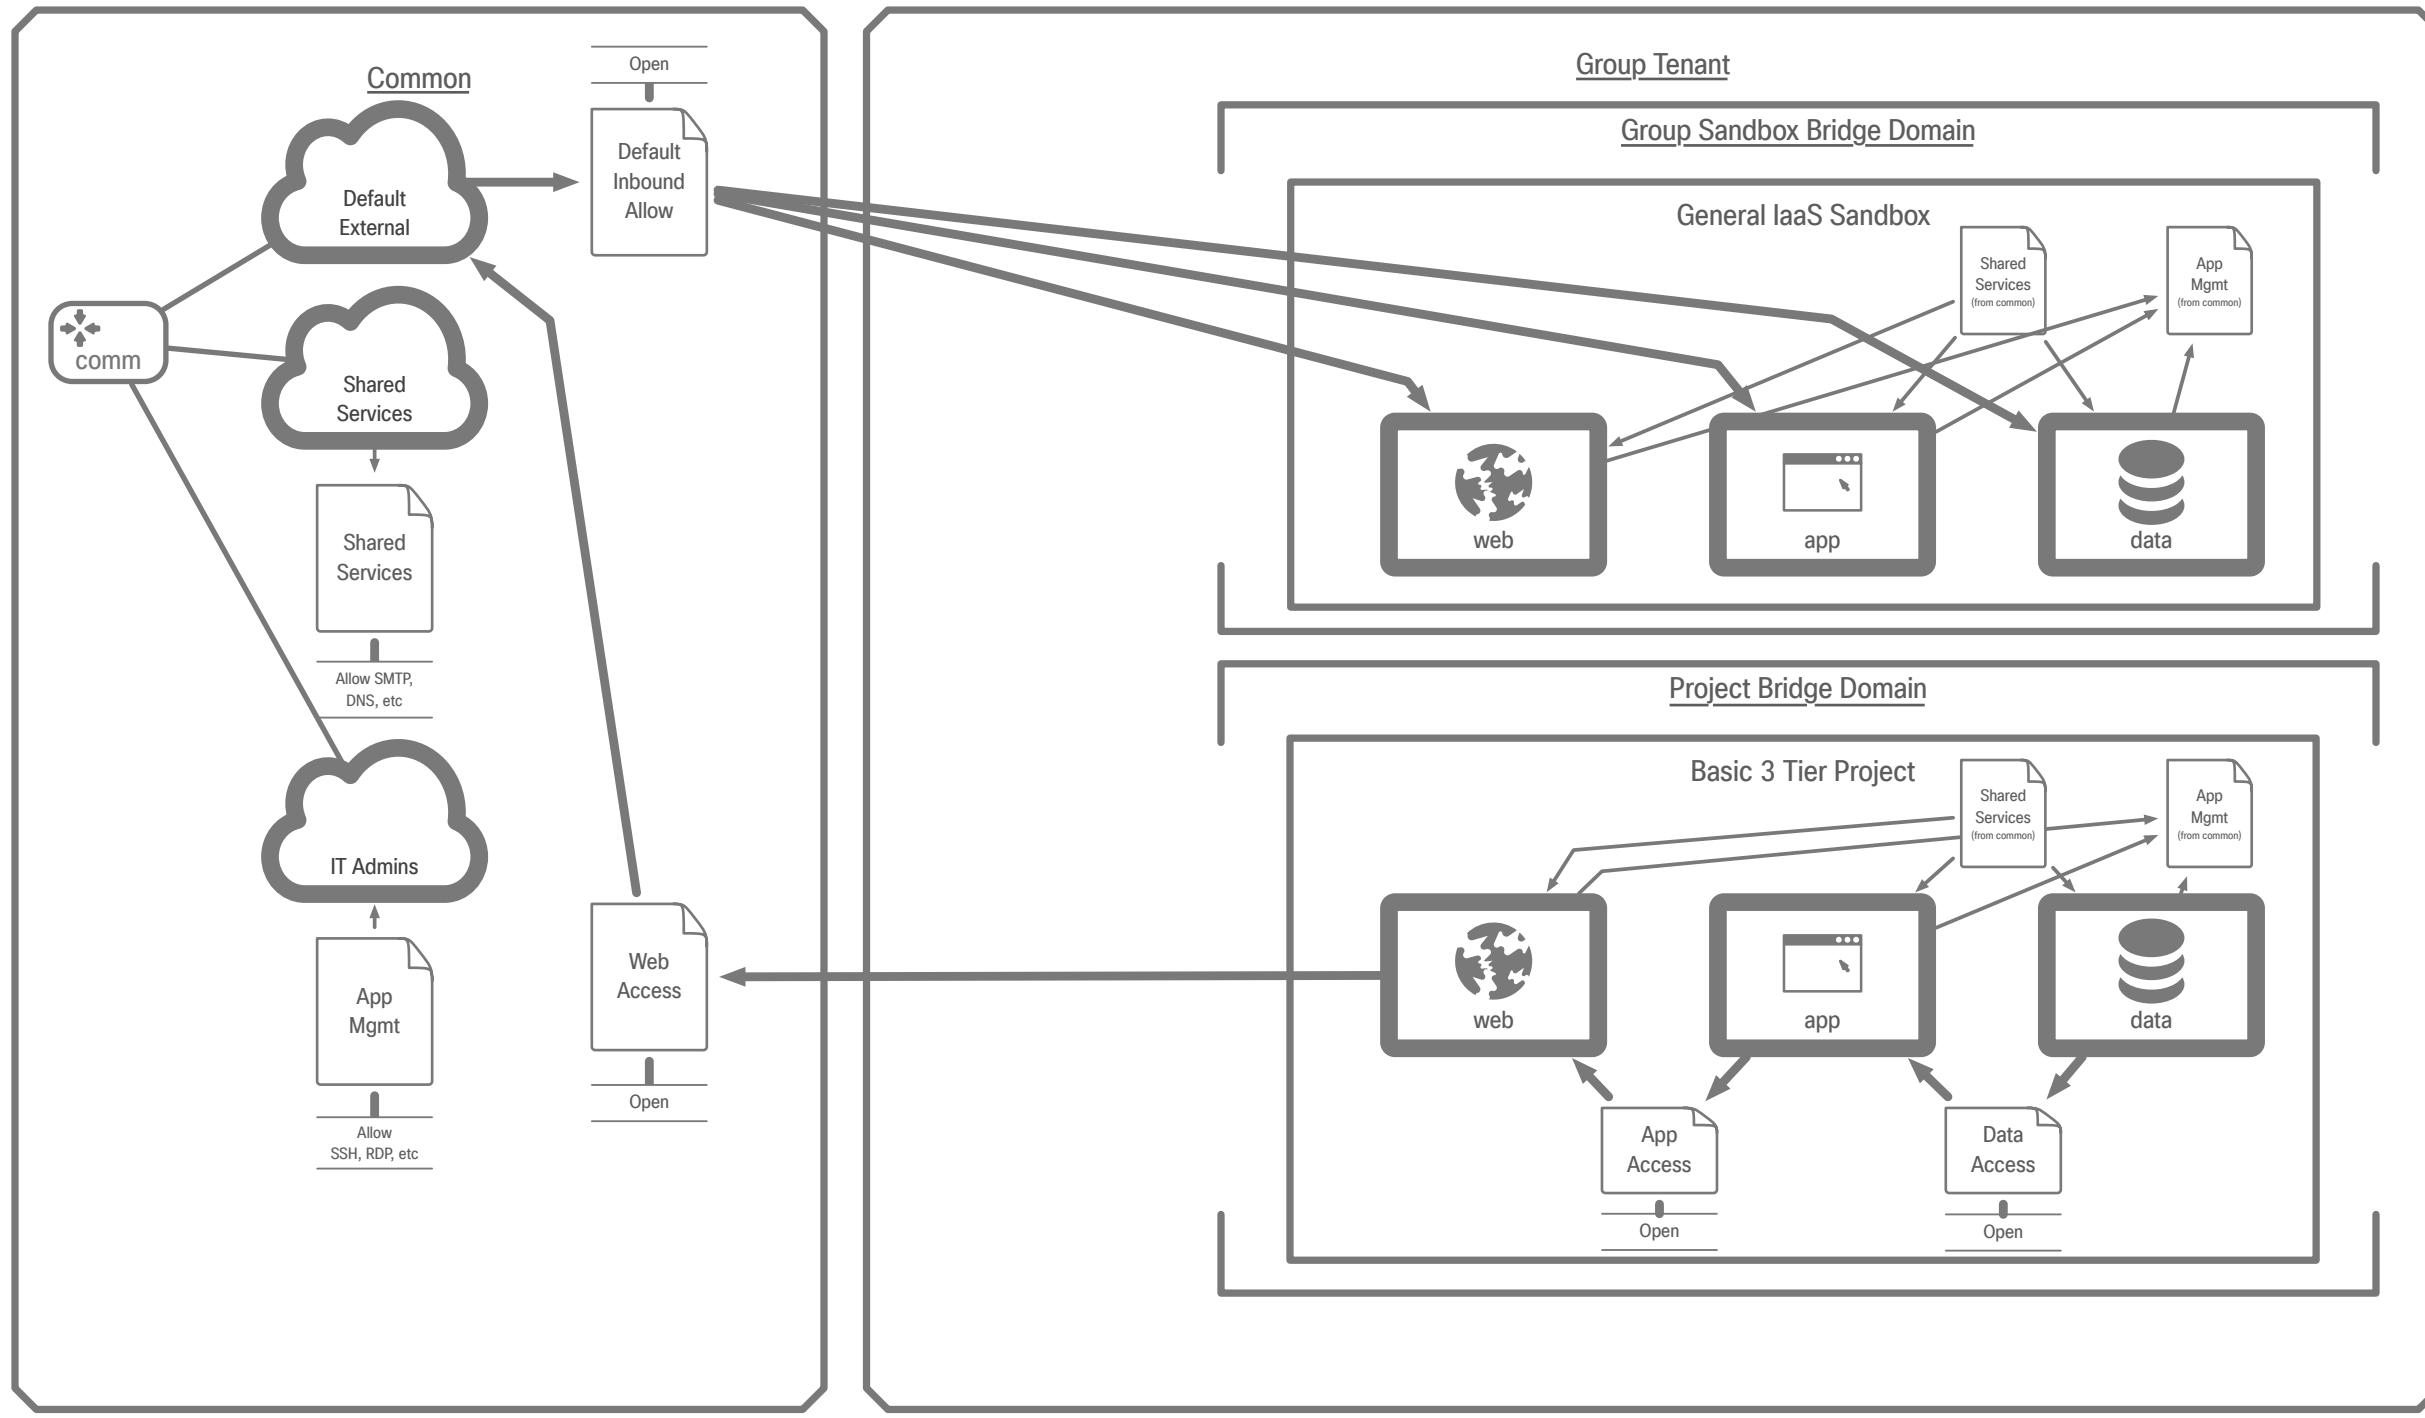 Common
Open
Default
Inbound
Allow
Default
External
comm
Shared
Services
Shared
Services
Allow SMTP,
DNS, etc
IT Admins
App
Mgmt
Allow
SSH, RDP, etc
Web
Access
Open
Group Tenant
Group Sandbox Bridge Domain
General IaaS Sandbox
Shared
Services
(from common)
App
Mgmt
(from common)
web
app
data
Project Bridge Domain
Basic 3 Tier Project
Shared
Services
(from common)
App
Mgmt
(from common)
web
app
data
App
Access
Open
Data
Access
Open